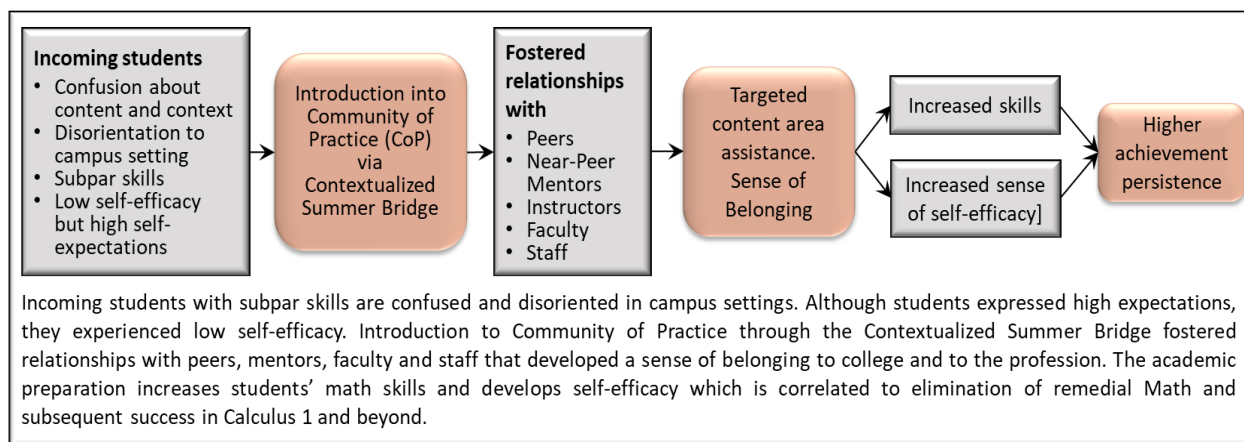 Incoming students
• Confusion about
content and context
• Disorientation to
campus setting
• Subpar skills
• Low self-efficacy
but high self-
expectations
Introduction into
Community of
Practice (CoP)
via
Contextualized
Summer Bridge
Fostered
relationships
with
• Peers
• Near-Peer
Mentors
• Instructors
• Faculty
• Staff
Targeted
content area
assistance.
Sense of
Belonging
Increased skills
Increased sense
of self-efficacy]
Higher
achievement
persistence
Incoming students with subpar skills are confused and disoriented in campus settings. Although students expressed high expectations,
they experienced low self-efficacy. Introduction to Community of Practice through the Contextualized Summer Bridge fostered
relationships with peers, mentors, faculty and staff that developed a sense of belonging to college and to the profession. The academic
preparation increases students’ math skills and develops self-efficacy which is correlated to elimination of remedial Math and
subsequent success in Calculus 1 and beyond.